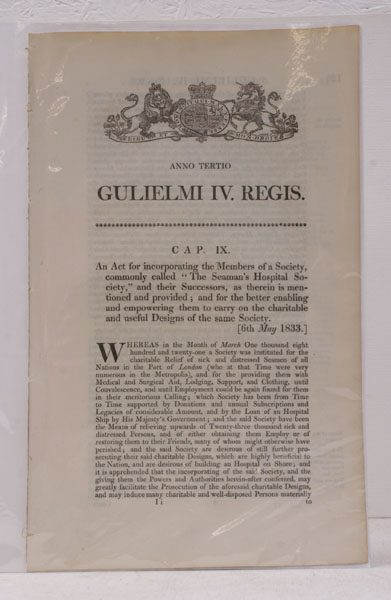 DIEU ET MON DROIT
ANNO TERTIO
GULIELMI IV. REGIS.
CAP. IX.
An Act for incorporating the Members of a Society,
commonly called "The Seaman's Hospital So-
ciety," and their Successors, as therein is men-
tioned and provided; and for the better enabling
and empowering them to carry on the charitable
and useful Designs of the same Society.
[6th May 1833.]
WHEREAS in the Month of March One thousand eight
hundred and twenty-one a Society was instituted for the
charitable Relief of sick and distressed Seamen of all
Nations in the Port of London (who at that Time were very
numerous in the Metropolis), and for the providing them with
Medical and Surgical Aid, Lodging, Support, and Clothing, until
Convalescence, and until Employment could be again found for them
in their meritorious Calling; which Society has been from Time
to Time supported by Donations and annual Subscriptions and
Legacies of considerable Amount, and by the Loan of an Hospital
Ship by His Majesty's Government; and the said Society have been
the Means of relieving upwards of Twenty-three thousand sick and
distressed Persons, and of either obtaining them Employ or of
restoring them to their Friends, many of whom might otherwise have
perished; and the said Society are desirous of still further pro-
secuting their said charitable Designs, which are highly beneficial to
the Nation, and are desirous of building an Hospital on Shore; and
it is apprehended that the incorporating of the said Society, and the
giving them the Powers and Authorities herein-after conferred, may
greatly facilitate the Prosecution of the aforesaid charitable Designs,
and may induce many charitable and well-disposed Persons materially
I i to